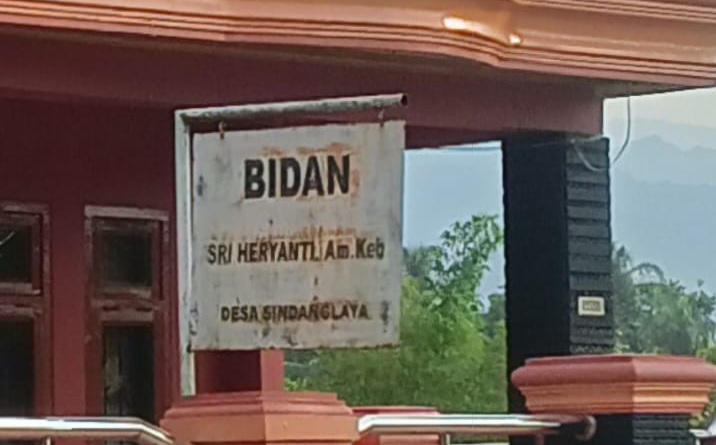 BIDAN
SRI HERYANTI, Am.Keb
DESA SINDANGLAYA